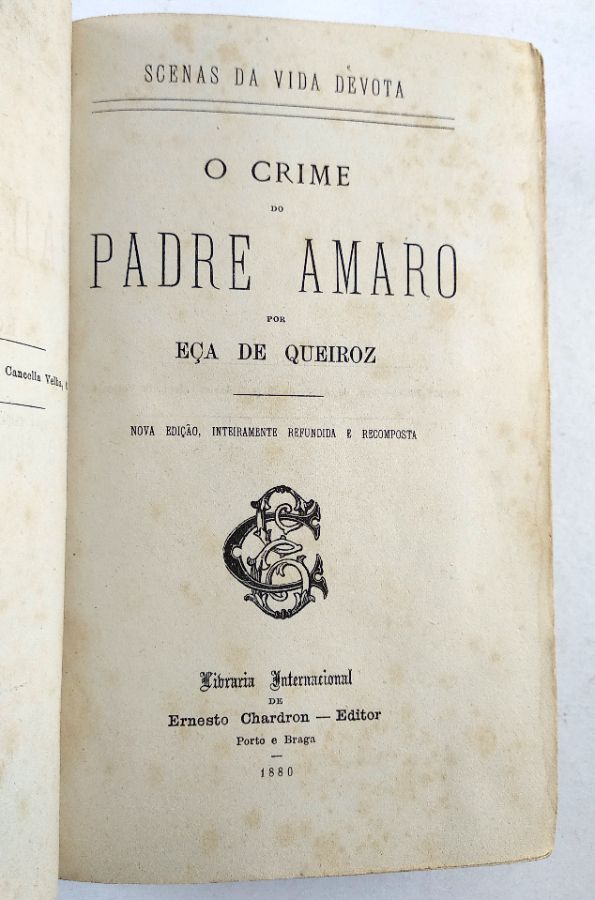 Cancella Velha,
SCENAS DA VIDA DEVOTA
O CRIME
DO
PADRE AMARO
POR
EÇA DE QUEIROZ
NOVA EDIÇÃO, INTEIRAMENTE REFUNDIDA E RECOMPOSTA
Libraria Internacional
DE
Ernesto Chardron — Editor
Porto e Braga
1880